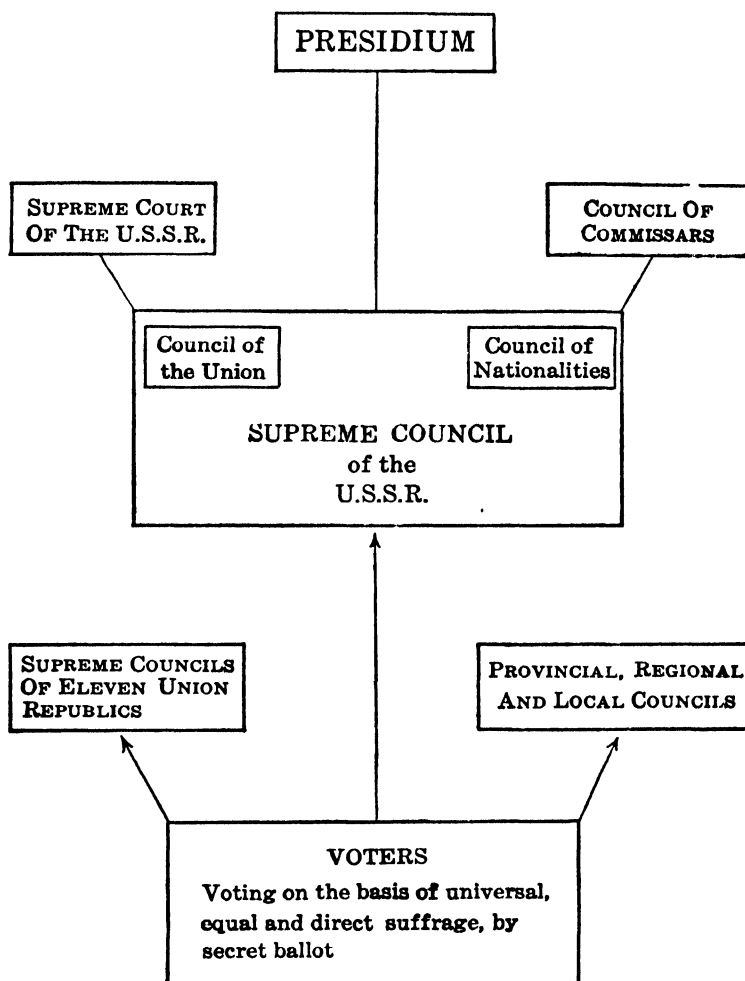 PRESIDIUM
SUPREME COURT
OF THE U.S.S.R.
COUNCIL OF
COMMISSARS
Council of
the Union
Council of
Nationalities
SUPREME COUNCIL
of the
U.S.S.R.
SUPREME COUNCILS
OF ELEVEN UNION
REPUBLICS
PROVINCIAL, REGIONAL
AND LOCAL COUNCILS
VOTERS
Voting on the basis of universal,
equal and direct suffrage, by
secret ballot